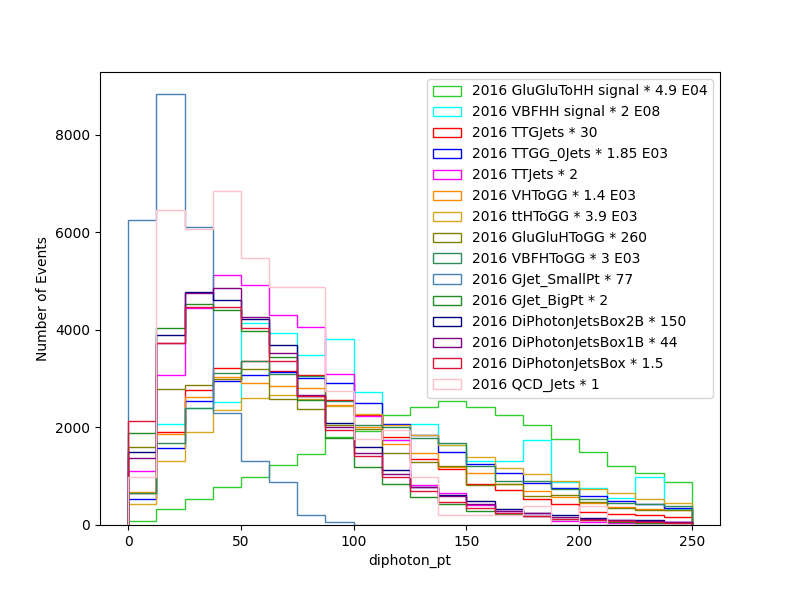 2016 GluGluToHH signal * 4.9 E04
2016 VBFHH signal * 2 E08
2016 TTGJets * 30
2016 TTGG_0Jets * 1.85 E03
2016 TTJets * 2
2016 VHToGG * 1.4 E03
2016 ttHToGG * 3.9 E03
2016 GluGluHToGG * 260
2016 VBFHToGG * 3 E03
2016 GJet_SmallPt * 77
2016 GJet_BigPt * 2
2016 DiPhotonJetsBox2B * 150
2016 DiPhotonJetsBox1B * 44
2016 DiPhotonJetsBox * 1.5
2016 QCD_Jets * 1
Number of Events
8000
6000
4000
2000
0
0 50 100 150 200 250
diphoton_pt